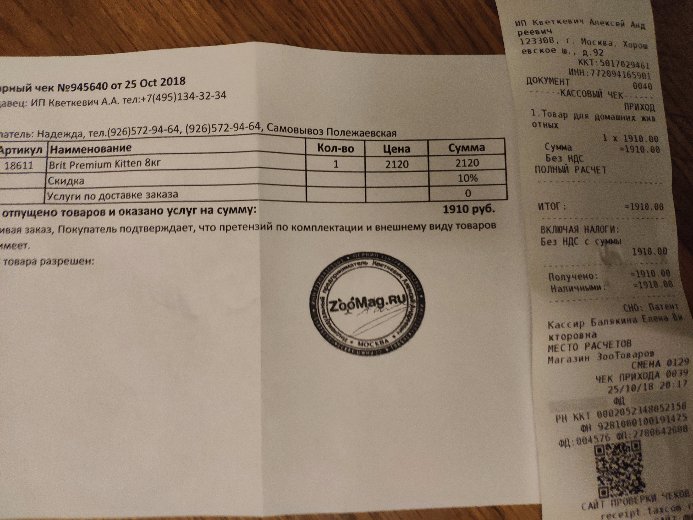 арный чек №945640 от 25 Oct 2018
давец: ИП Кветкевич А.А. тел:+7(495)134-32-34
патель: Надежда, тел.(926)572-94-64, (926)572-94-64, Самовывоз Полежаевская
Артикул Наименование Кол-во Цена Сумма
18611 Brit Premium Kitten 8кг 1 2120 2120
Скидка 10%
Услуги по доставке заказа 0
отпущено товаров и оказано услуг на сумму: 1910 руб.
ивая заказ, Покупатель подтверждает, что претензий по комплектации и внешнему виду товаров
имеет.
товара разрешен:
ZooMag.ru
МОСКВА
ИП Кветкевич Алексей Анд
реевич
123308, г. Москва, Хорош
евское ш., д.92
ККТ:5017029461
ИНН:772094165901
ДОКУМЕНТ 0040
КАССОВЫЙ ЧЕК
ПРИХОД
1.Товар для домашних жив
отных
1 x 1910.00
Сумма =1910.00
Без НДС
ПОЛНЫЙ РАСЧЕТ
ИТОГ: =1910.00
ВКЛЮЧАЯ НАЛОГИ:
Без НДС с суммы
1910.00
Получено: =1910.00
Наличными: =1910.00
СНО: Патент
Кассир Балякина Елена Ви
кторовна
МЕСТО РАСЧЕТОВ
Магазин ЗооТоваров
СМЕНА 0129
ЧЕК ПРИХОДА 0039
25/10/18 20:17
ФД
РН ККТ 0002052348052156
ФН 9281000100191425
ФД:004576 ФП:2780642600
САЙТ ПРОВЕРКИ ЧЕКОВ
receipt.taxcom